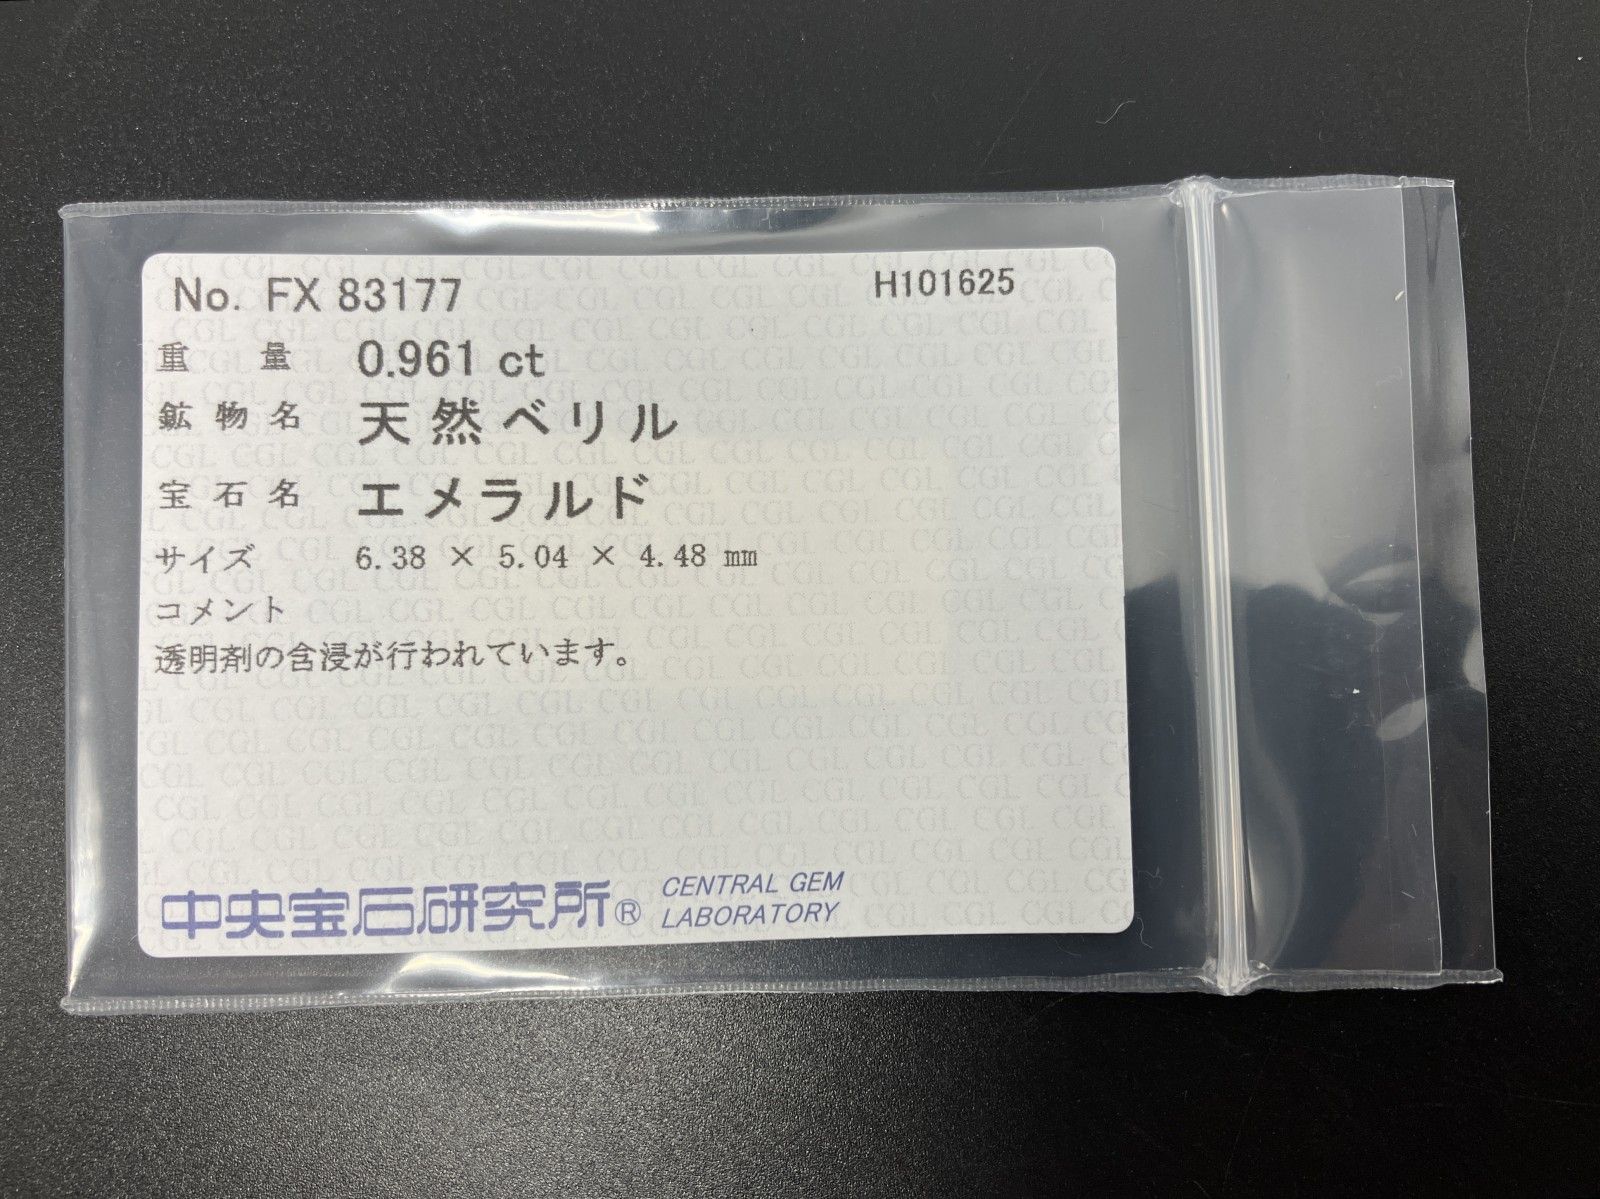 No. FX 83177 H101625
重量 0.961 ct
鉱物名 天然ベリル
宝石名 エメラルド
サイズ 6.38 × 5.04 × 4.48 ㎜
コメント
透明剤の含浸が行われています。
中央宝石研究所® CENTRAL GEM
LABORATORY